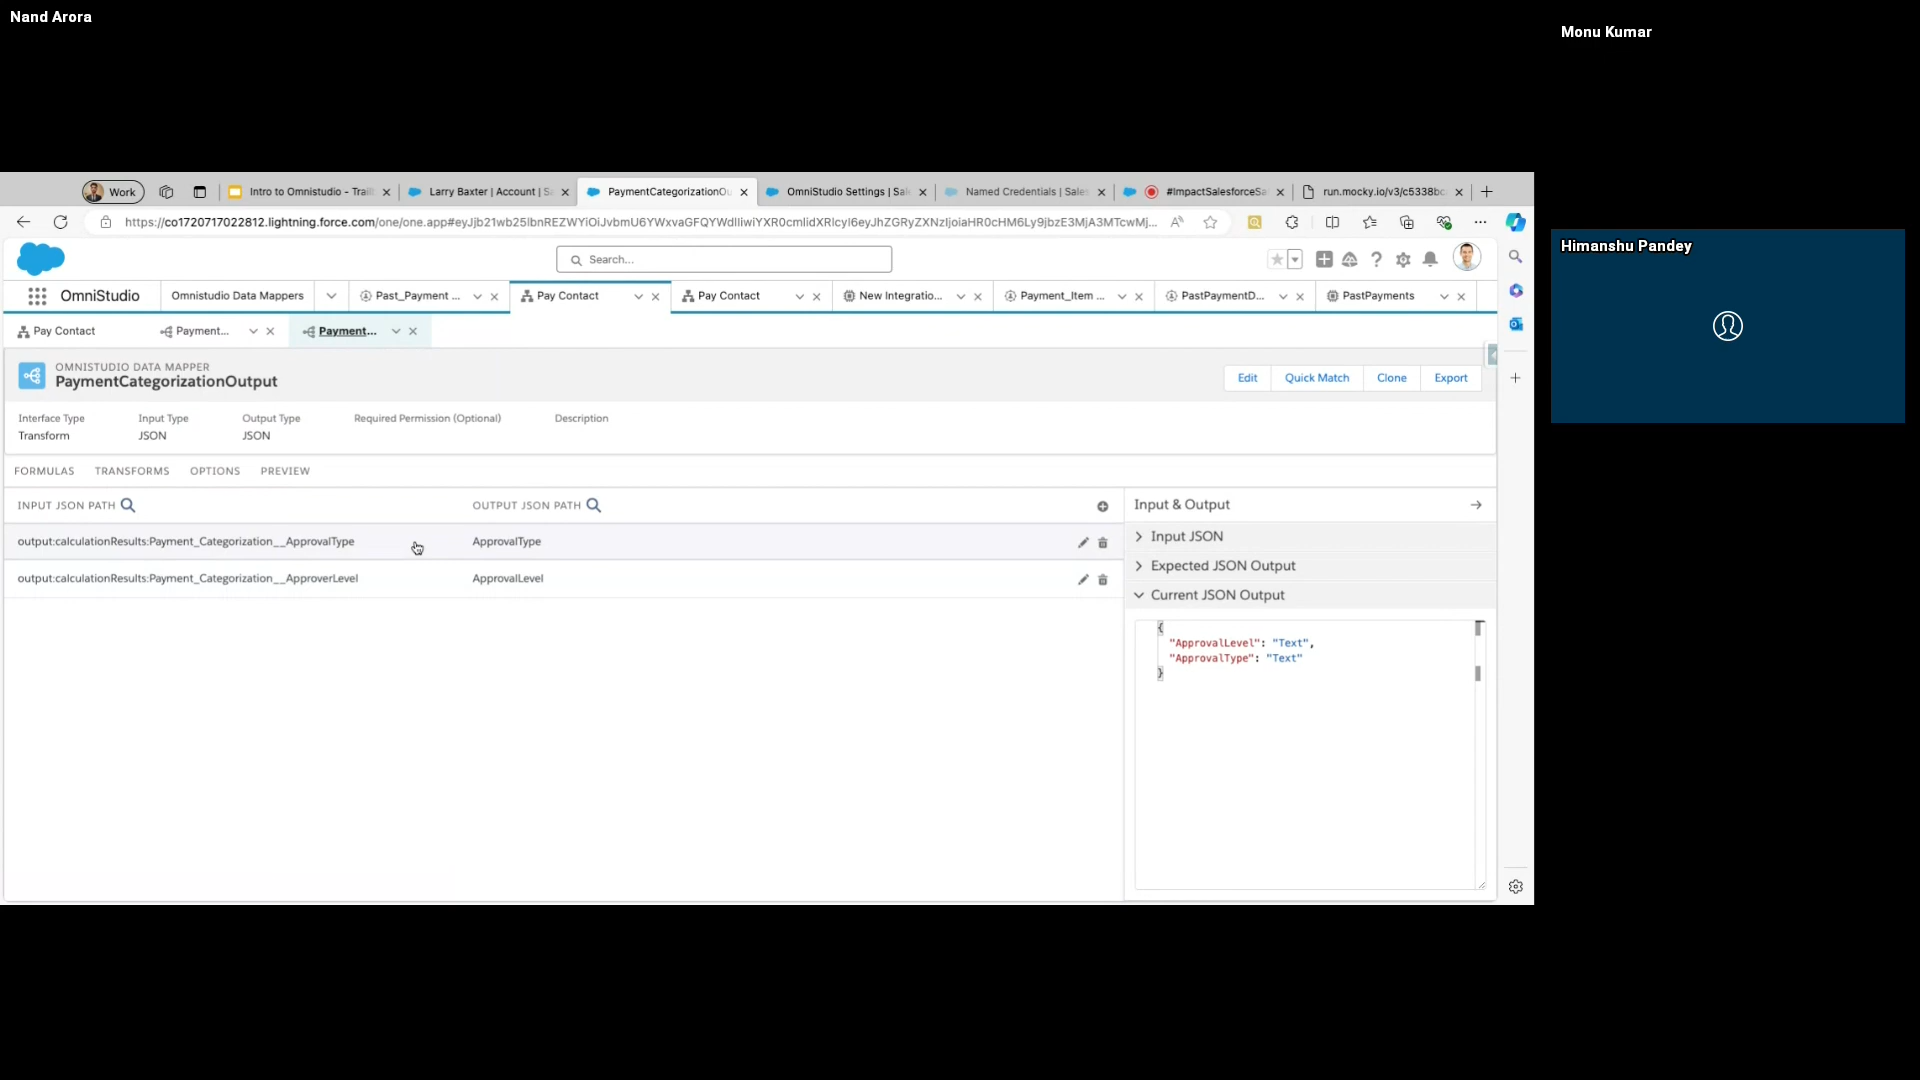 Nand Arora
Monu Kumar
Himanshu Pandey
Work
Intro to Omnistudio - Trail
Larry Baxter | Account | S
PaymentCategorizationOu
OmniStudio Settings | Sal
Named Credentials | Sales
#ImpactSalesforceSa
run.mocky.io/v3/c5338bc
Search...
OmniStudio
Omnistudio Data Mappers
Past_Payment ...
Pay Contact
Pay Contact
New Integratio...
Payment_Item ...
PastPaymentD...
PastPayments
Pay Contact
Payment...
Payment...
OMNISTUDIO DATA MAPPER
PaymentCategorizationOutput
Edit
Quick Match
Clone
Export
Interface Type
Input Type
Output Type
Required Permission (Optional)
Description
Transform
JSON
JSON
FORMULAS
TRANSFORMS
OPTIONS
PREVIEW
INPUT JSON PATH
OUTPUT JSON PATH
Input & Output
output:calculationResults:Payment_Categorization__ApprovalType
ApprovalType
output:calculationResults:Payment_Categorization__ApproverLevel
ApprovalLevel
Input JSON
Expected JSON Output
Current JSON Output
{
"ApprovalLevel": "Text",
"ApprovalType": "Text"
}